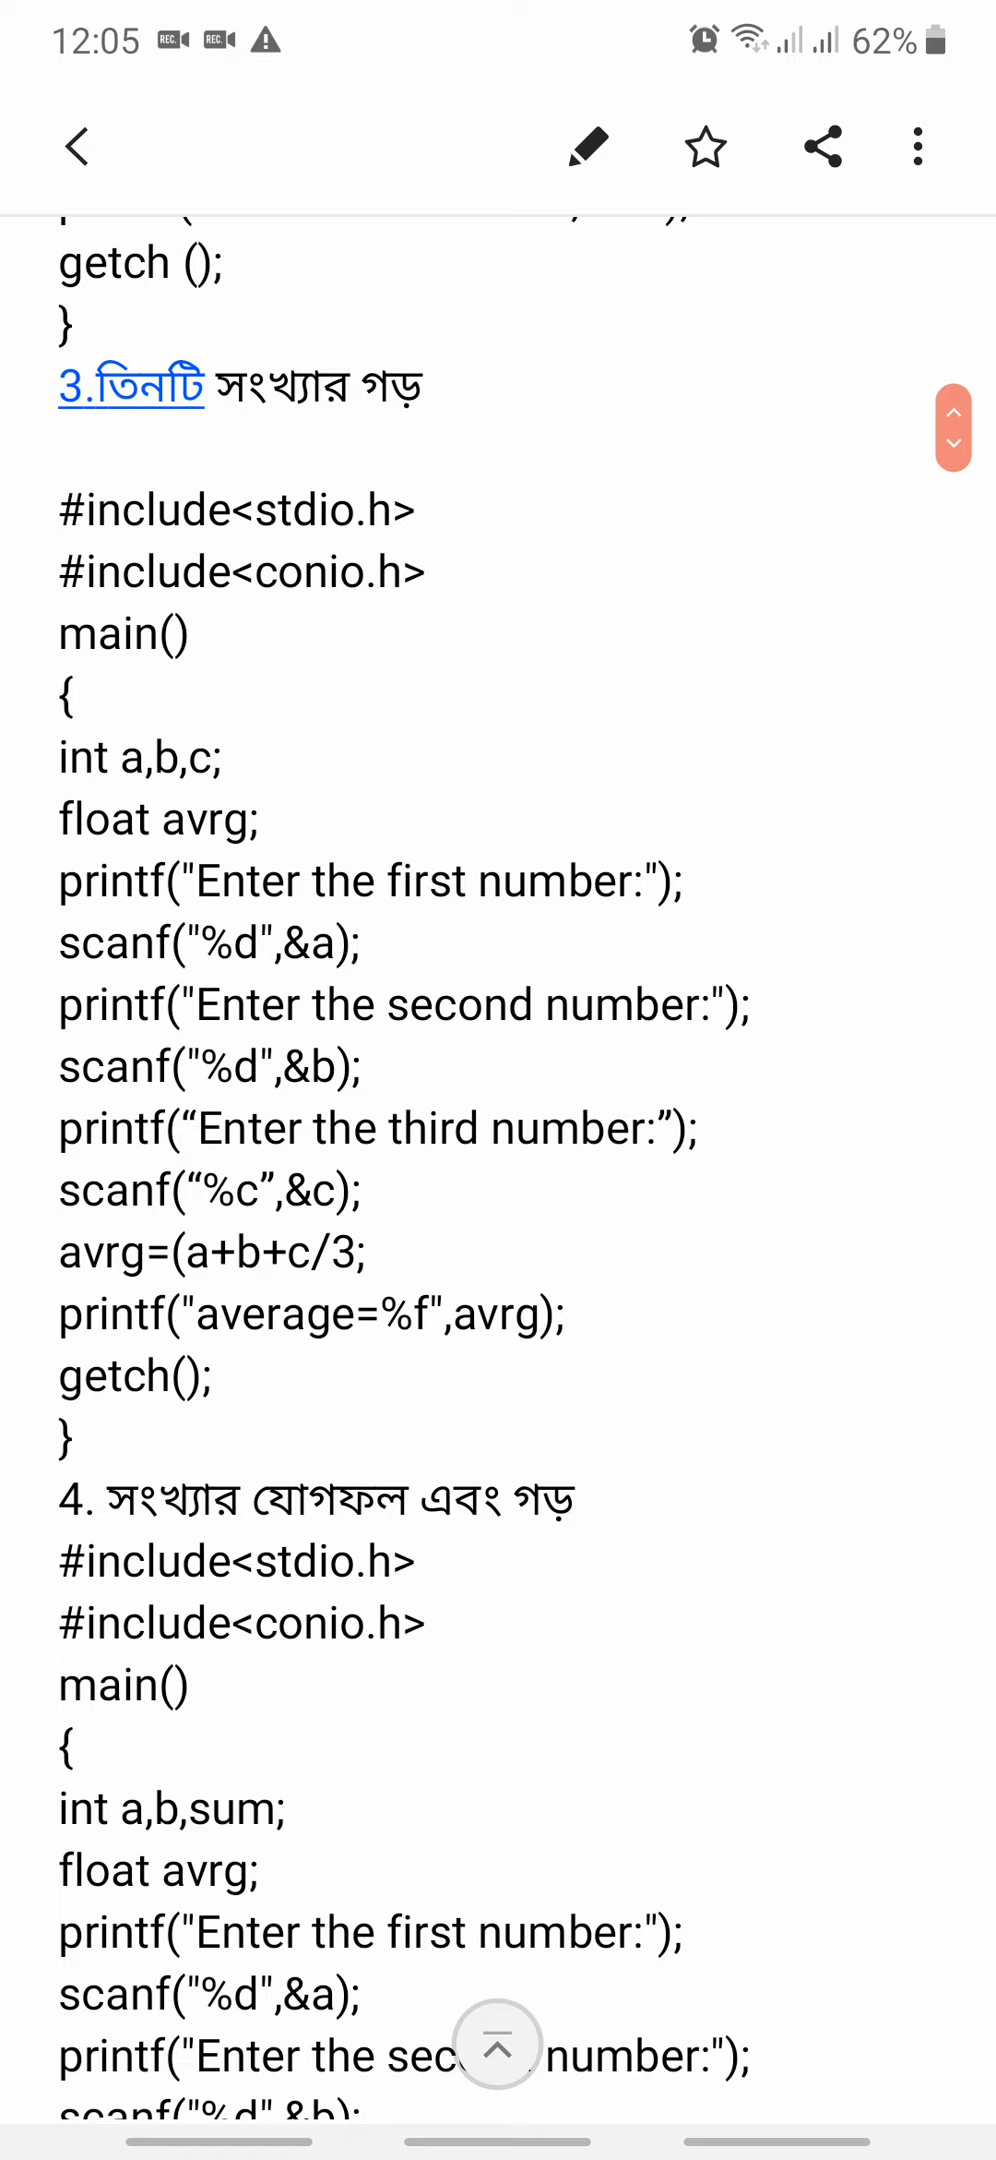 12:05 REC. REC. 62%
getch ();
}
3.তিনটি সংখ্যার গড়
#include<stdio.h>
#include<conio.h>
main()
{
int a,b,c;
float avrg;
printf("Enter the first number:");
scanf("%d",&a);
printf("Enter the second number:");
scanf("%d",&b);
printf(“Enter the third number:”);
scanf(“%c”,&c);
avrg=(a+b+c/3;
printf("average=%f",avrg);
getch();
}
4. সংখ্যার যোগফল এবং গড়
#include<stdio.h>
#include<conio.h>
main()
{
int a,b,sum;
float avrg;
printf("Enter the first number:");
scanf("%d",&a);
printf("Enter the number:");
scanf("%d",&b);